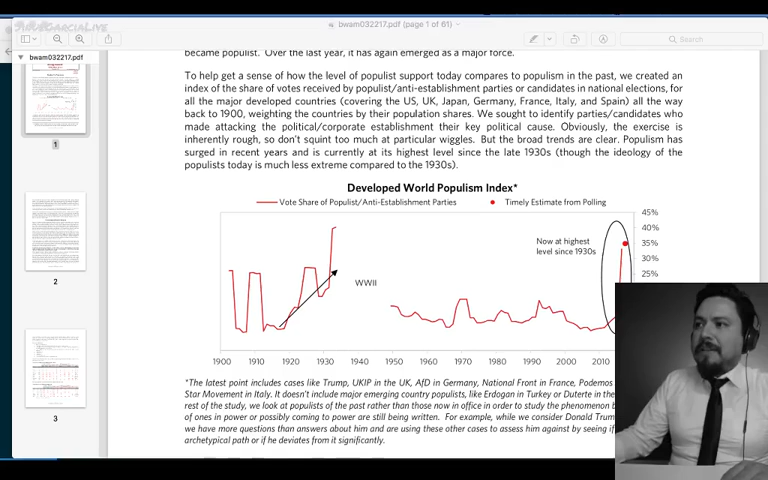 JORGEGARCIALIVE
bwam032217.pdf (page 1 of 61)
Search
bwam032217.pdf
became populist. Over the last year, it has again emerged as a major force.
To help get a sense of how the level of populist support today compares to populism in the past, we created an
index of the share of votes received by populist/anti-establishment parties or candidates in national elections, for
all the major developed countries (covering the US, UK, Japan, Germany, France, Italy, and Spain) all the way
back to 1900, weighting the countries by their population shares. We sought to identify parties/candidates who
made attacking the political/corporate establishment their key political cause. Obviously, the exercise is
inherently rough, so don't squint too much at particular wiggles. But the broad trends are clear. Populism has
surged in recent years and is currently at its highest level since the late 1930s (though the ideology of the
populists today is much less extreme compared to the 1930s).
1
2
3
Developed World Populism Index*
Vote Share of Populist/Anti-Establishment Parties
Timely Estimate from Polling
45%
40%
35%
30%
25%
Now at highest
level since 1930s
WWII
1900 1910 1920 1930 1940 1950 1960 1970 1980 1990 2000 2010
*The latest point includes cases like Trump, UKIP in the UK, AfD in Germany, National Front in France, Podemos
Star Movement in Italy. It doesn't include major emerging country populists, like Erdogan in Turkey or Duterte in the
rest of the study, we look at populists of the past rather than those now in office in order to study the phenomenon
of ones in power or possibly coming to power are still being written. For example, while we consider Donald
we have more questions than answers about him and are using these other cases to assess him against by seeing if
archetypical path or if he deviates from it significantly.